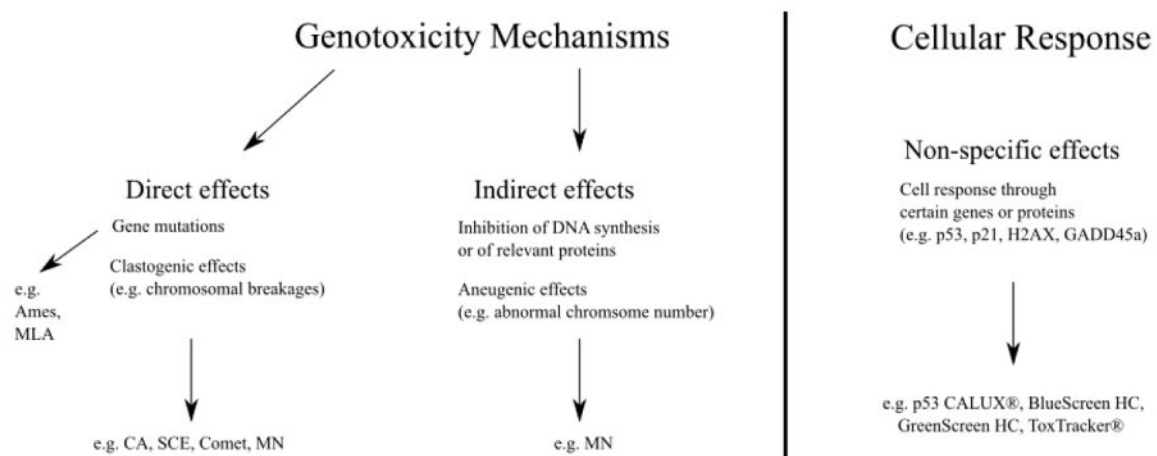 Genotoxicity Mechanisms
Direct effects
Gene mutations
Clastogenic effects
(e.g. chromosomal breakages)
e.g.
Ames,
MLA
e.g. CA, SCE, Comet, MN
Indirect effects
Inhibition of DNA synthesis
or of relevant proteins
Aneugenic effects
(e.g. abnormal chromsome number)
e.g. MN
Cellular Response
Non-specific effects
Cell response through
certain genes or proteins
(e.g. p53, p21, H2AX, GADD45a)
e.g. p53 CALUX®, BlueScreen HC,
GreenScreen HC, ToxTracker®